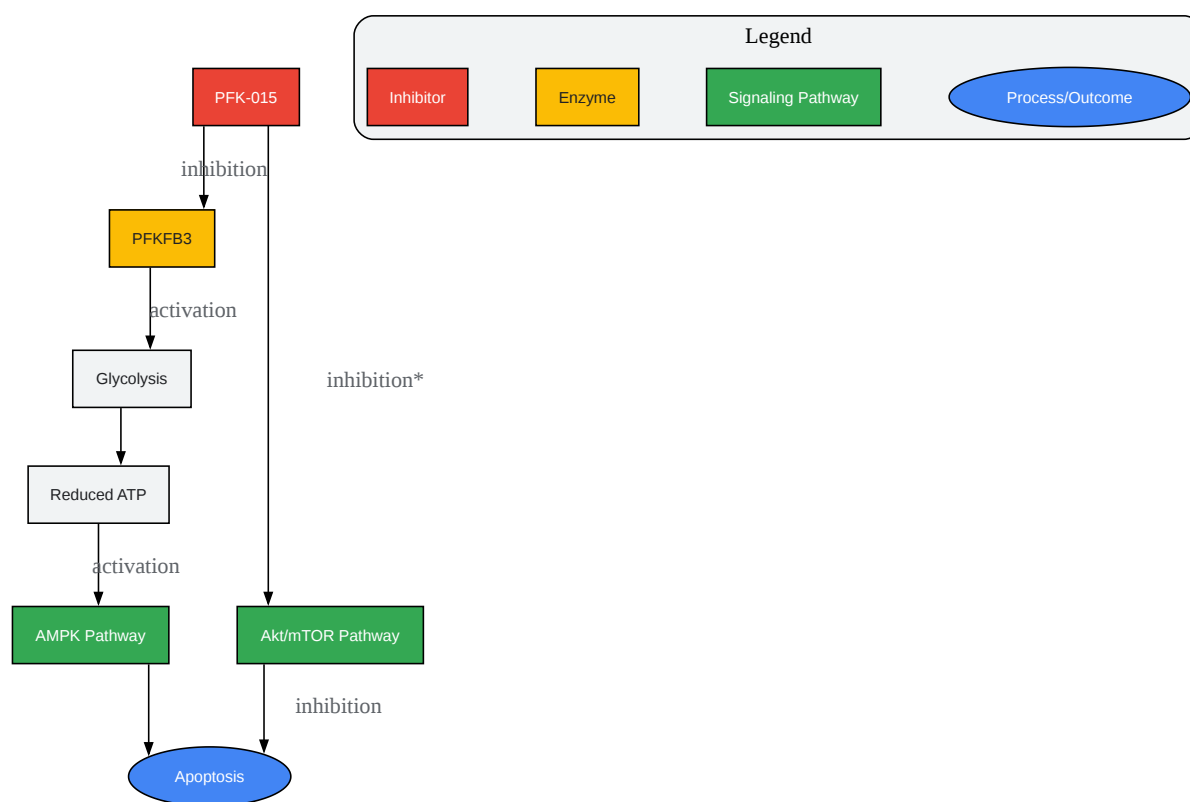 Legend
PFK-015
Inhibitor
Enzyme
Signaling Pathway
Process/Outcome
inhibition
PFKFB3
activation
Glycolysis
inhibition*
Reduced ATP
activation
AMPK Pathway
Akt/mTOR Pathway
inhibition
Apoptosis